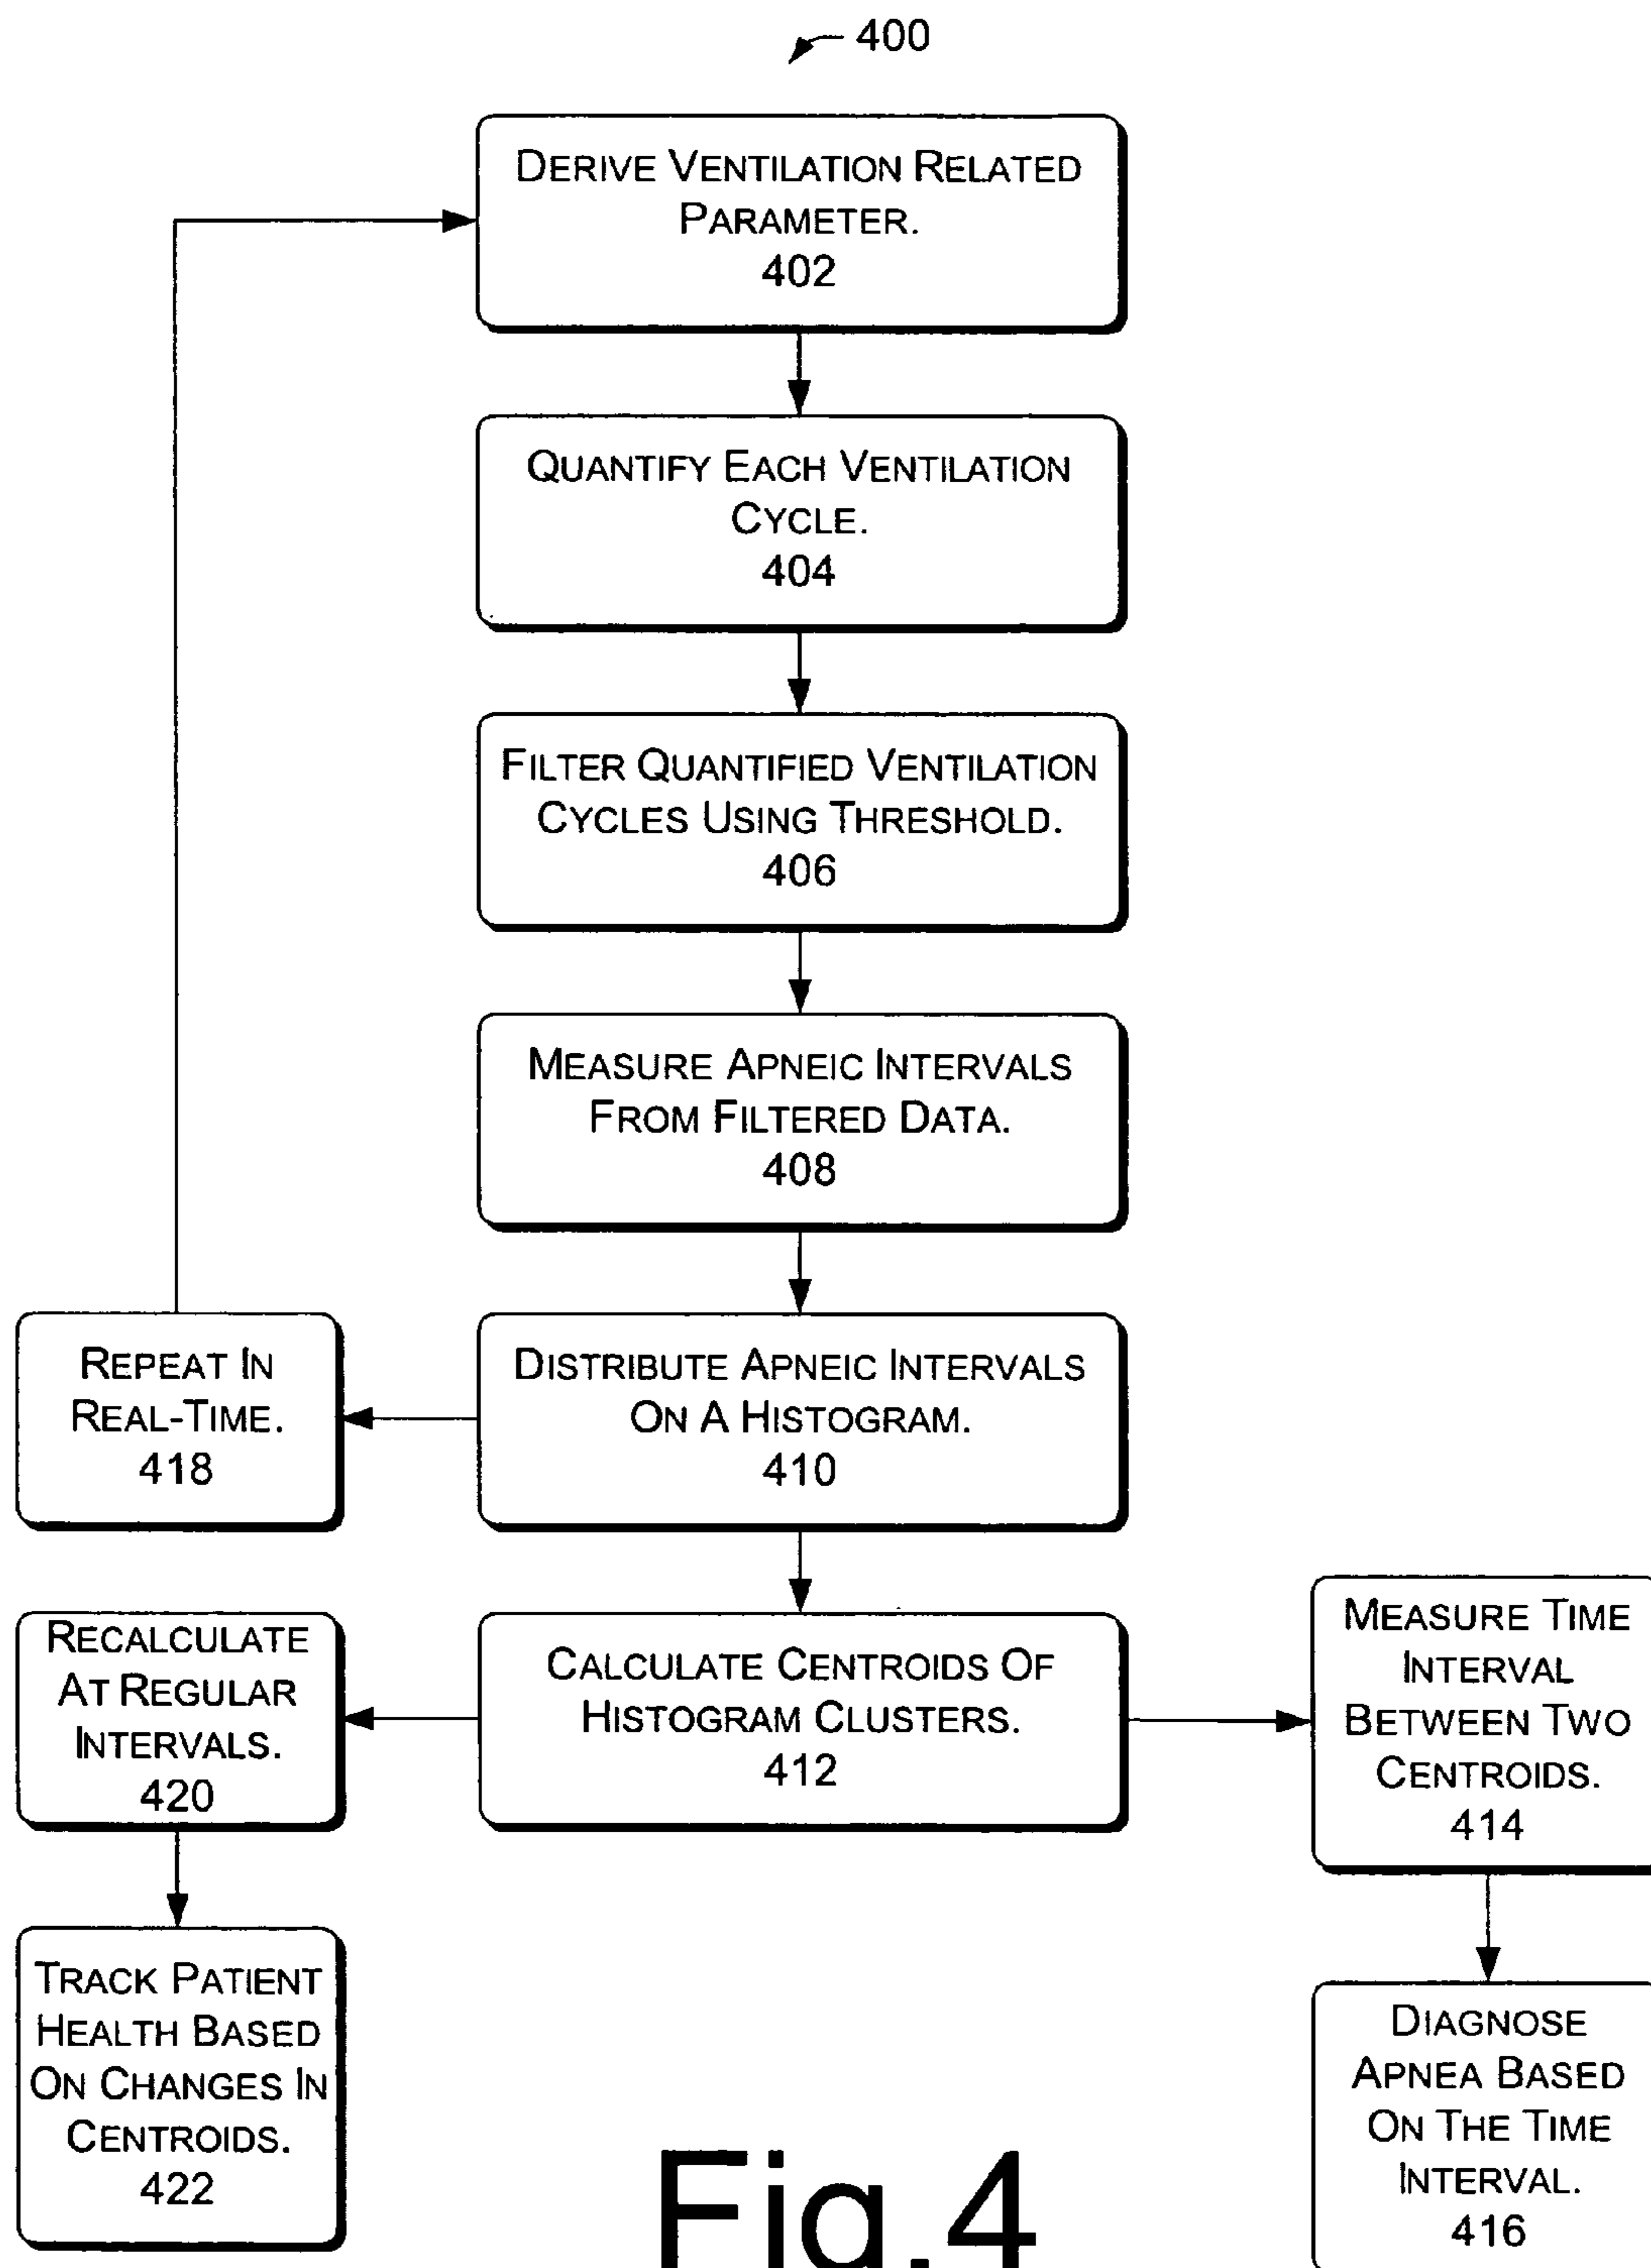 400
DERIVE VENTILATION RELATED
PARAMETER.
402
QUANTIFY EACH VENTILATION
CYCLE.
404
FILTER QUANTIFIED VENTILATION
CYCLES USING THRESHOLD.
406
MEASURE APNEIC INTERVALS
FROM FILTERED DATA.
408
REPEAT IN
REAL-TIME.
418
DISTRIBUTE APNEIC INTERVALS
ON A HISTOGRAM.
410
RECALCULATE
AT REGULAR
INTERVALS.
420
CALCULATE CENTROIDS OF
HISTOGRAM CLUSTERS.
412
MEASURE TIME
INTERVAL
BETWEEN TWO
CENTROIDS.
414
TRACK PATIENT
HEALTH BASED
ON CHANGES IN
CENTROIDS.
422
DIAGNOSE
APNEA BASED
ON THE TIME
INTERVAL.
416
Fig.4